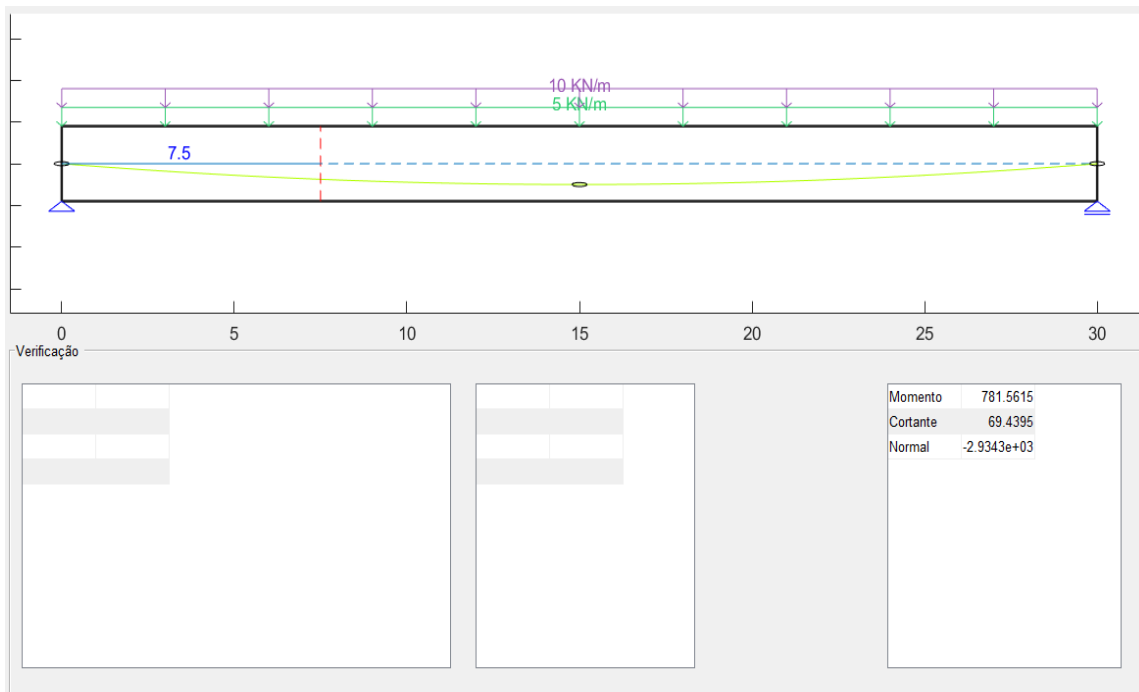 10 KN/m
5 KN/m
7.5
0 5 10 15 20 25 30
Verificação
Momento 781.5615
Cortante 69.4395
Normal -2.9343e+03